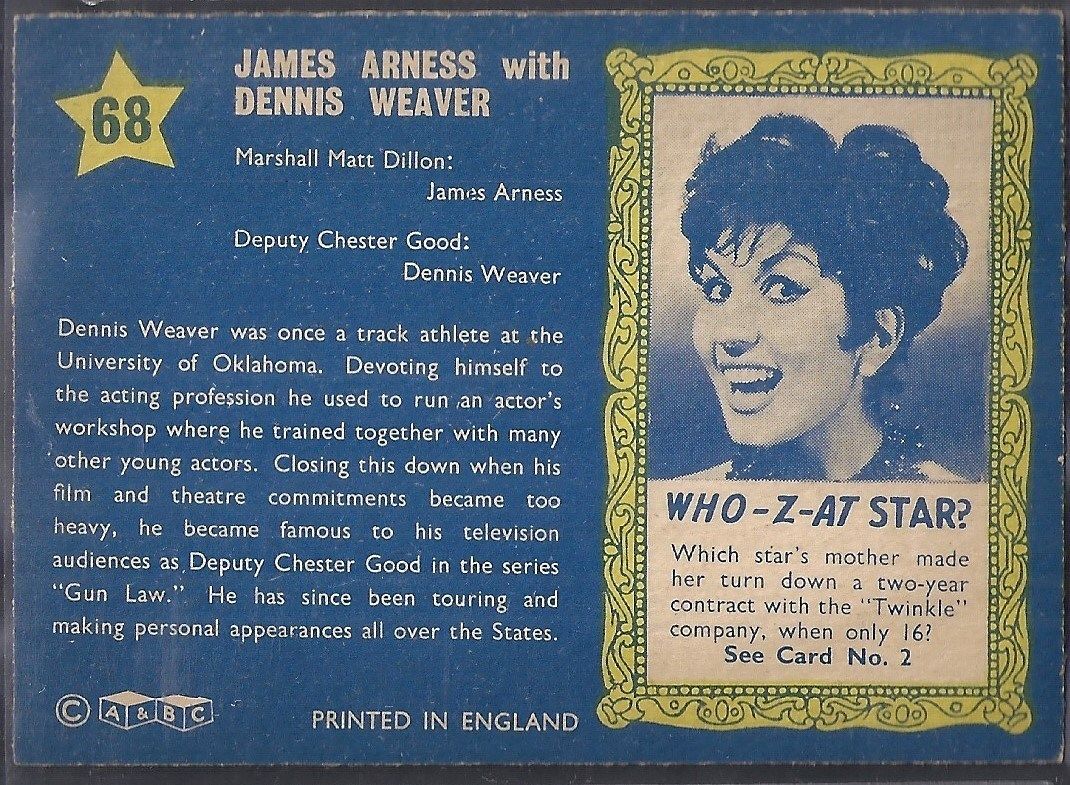 68
JAMES ARNESS with
DENNIS WEAVER
Marshall Matt Dillon:
James Arness
Deputy Chester Good:
Dennis Weaver
Dennis Weaver was once a track athlete at the
University of Oklahoma. Devoting himself to
the acting profession he used to run an actor's
workshop where he trained together with many
other young actors. Closing this down when his
film and theatre commitments became too
heavy, he became famous to his television
audiences as Deputy Chester Good in the series
"Gun Law." He has since been touring and
making personal appearances all over the States.
© A & B C
PRINTED IN ENGLAND
WHO-Z-AT STAR?
Which star's mother made
her turn down a two-year
contract with the "Twinkle"
company, when only 16?
See Card No. 2